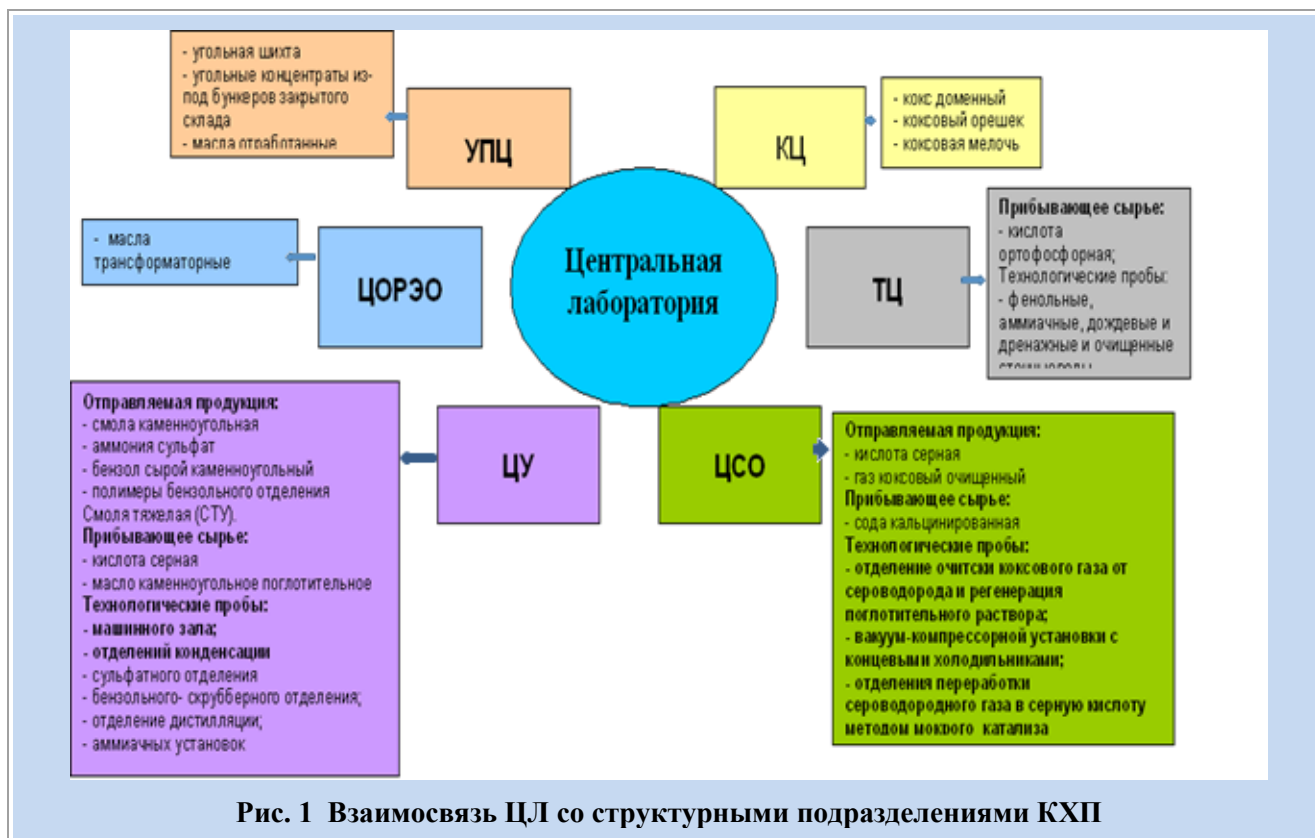 - угольная шихта
- угольные концентраты из-
под бункеров закрытого
склада
- масла отработанные
УПЦ
КЦ
- кокс доменный
- коксовый орешек
- коксовая мелочь
- масла
трансформаторные
ЦОРЭО
Центральная
лаборатория
ТЦ
Прибывающее сырье:
- кислота
ортофосфорная;
Технологические пробы:
- фенольные,
аммиачные, дождевые и
дренажные и очищенные
Отправляемая продукция:
- смола каменноугольная
- аммония сульфат
- бензол сырой каменноугольный
- полимеры бензольного отделения
Смоля тяжелая (СТУ).
Прибывающее сырье:
- кислота серная
- масло каменноугольное поглотительное
Технологические пробы:
- машинного зала;
- отделений конденсации
- сульфатного отделения
- бензольного- скрубберного отделения;
- отделение дистилляции;
- аммиачных установок
ЦУ
ЦСО
Отправляемая продукция:
- кислота серная
- газ коксовый очищенный
Прибывающее сырье:
- сода кальцинированная
Технологические пробы:
- отделение очитски коксового газа от
сероводорода и регенерация
поглотительного раствора;
- вакуум-компрессорной установки с
концевыми холодильниками;
- отделения переработки
сероводородного газа в серную кислоту
методом мокрого катализа
Рис. 1 Взаимосвязь ЦЛ со структурными подразделениями КХП